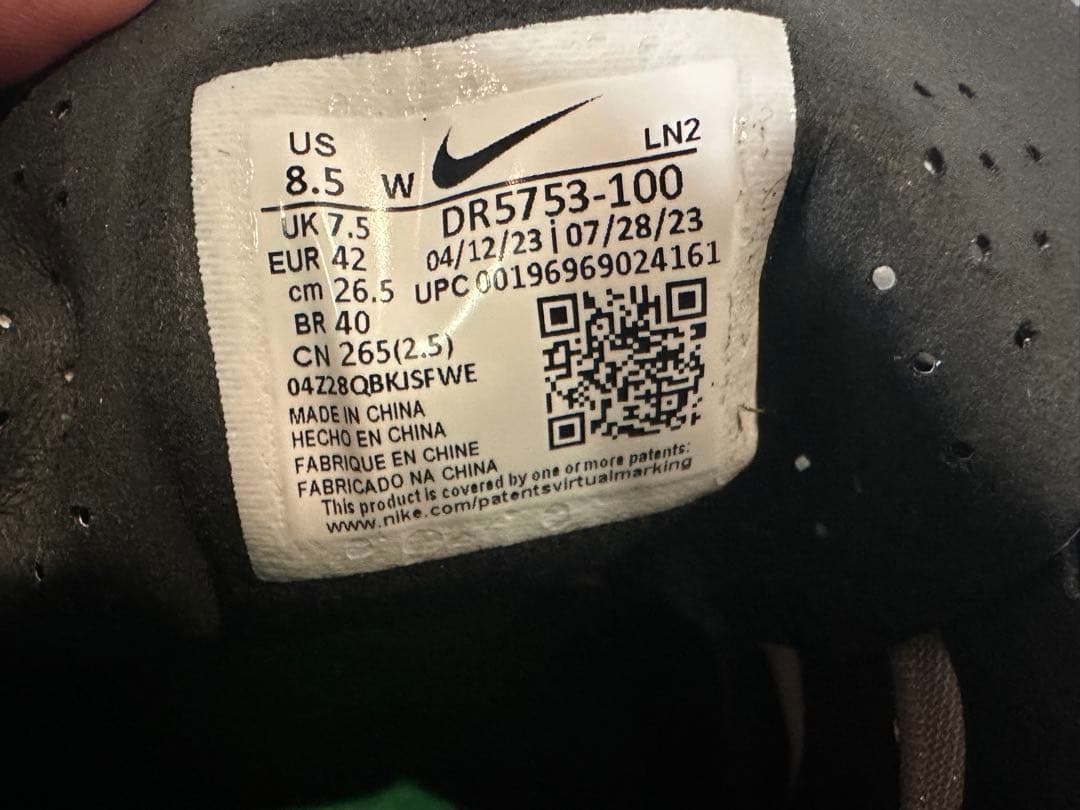 US
8.5 W
LN2
UK 7.5
DR5753-100
EUR 42
04/12/23 | 07/28/23
cm 26.5
UPC 00196969024161
BR 40
CN 265(2.5)
04Z28QBKJSFWE
MADE IN CHINA
HECHO EN CHINA
FABRIQUE EN CHINE
FABRICADO NA CHINA
This product is covered by one or more patents:
www.nike.com/patentsvirtualmarking